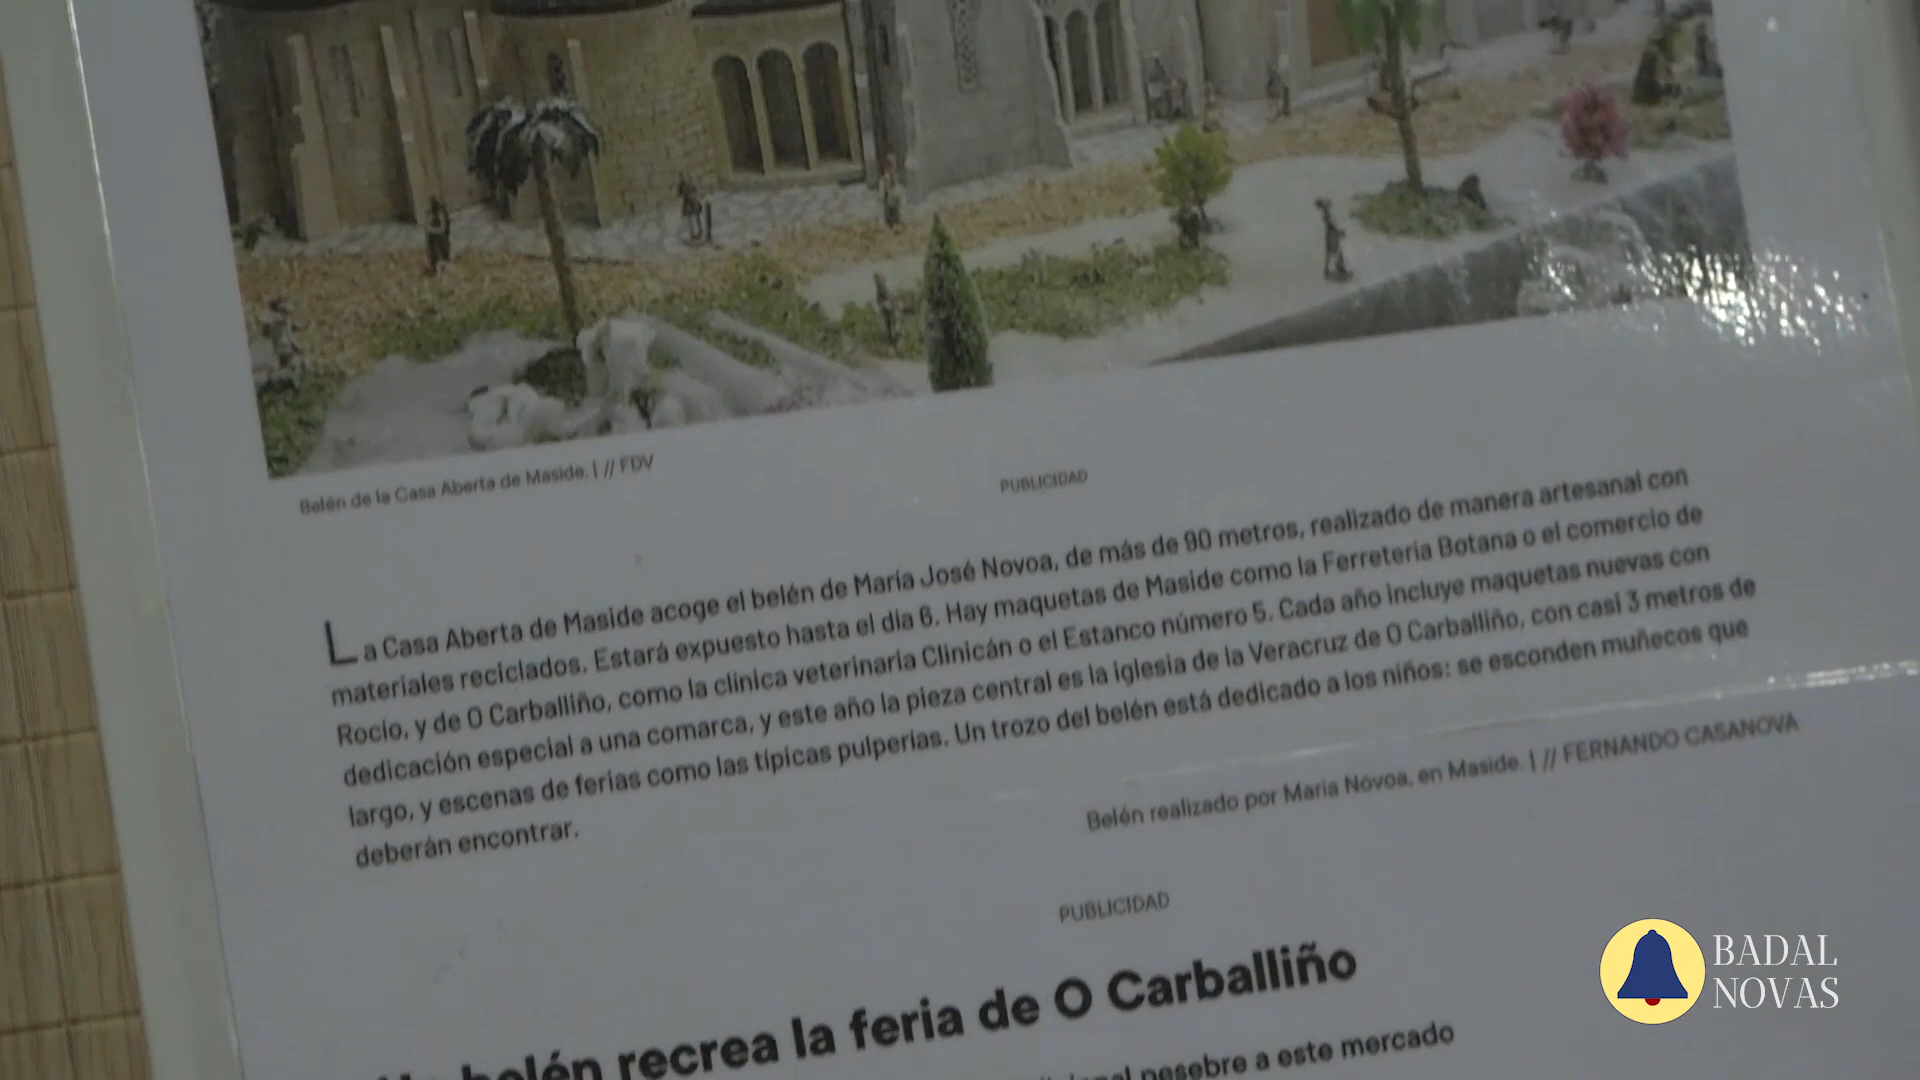 Belén de la Casa Aberta de Maside. | // FDV
PUBLICIDAD
La Casa Aberta de Maside acoge el belén de María José Novoa, de más de 90 metros, realizado de manera artesanal con
materiales reciclados. Estará expuesto hasta el día 6. Hay maquetas de Maside como la Ferretería Botana o el comercio de
Rocío, y de O Carballiño, como la clínica veterinaria Clinicán o el Estanco número 5. Cada año incluye maquetas nuevas con
dedicación especial a una comarca, y este año la pieza central es la iglesia de la Veracruz de O Carballiño, con casi 3 metros de
largo, y escenas de ferias como las típicas pulperías. Un trozo del belén está dedicado a los niños: se esconden muñecos que
deberán encontrar.
Belén realizado por María Nóvoa, en Maside. | // FERNANDO CASANOVA
PUBLICIDAD
belén recrea la feria de O Carballiño
pesebre a este mercado
BADAL
NOVAS